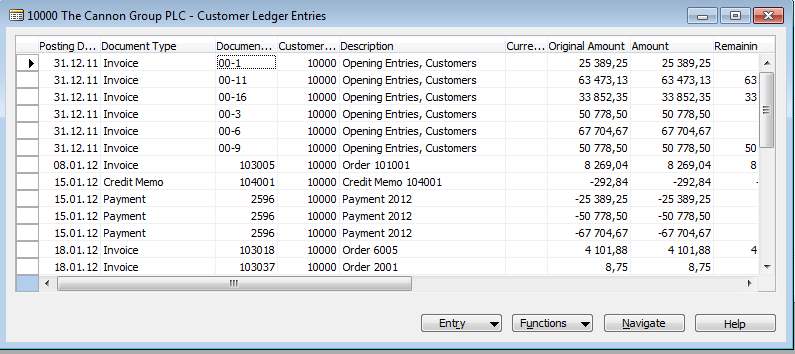 10000 The Cannon Group PLC - Customer Ledger Entries
Posting D... Document Type Documen... Customer... Description Curre... Original Amount Amount Remainin
31.12.11 Invoice 00-1 10000 Opening Entries, Customers 25 389,25 25 389,25
31.12.11 Invoice 00-11 10000 Opening Entries, Customers 63 473,13 63 473,13 63
31.12.11 Invoice 00-16 10000 Opening Entries, Customers 33 852,35 33 852,35 33
31.12.11 Invoice 00-3 10000 Opening Entries, Customers 50 778,50 50 778,50
31.12.11 Invoice 00-6 10000 Opening Entries, Customers 67 704,67 67 704,67
31.12.11 Invoice 00-9 10000 Opening Entries, Customers 50 778,50 50 778,50 50
08.01.12 Invoice 103005 10000 Order 101001 8 269,04 8 269,04 8
15.01.12 Credit Memo 104001 10000 Credit Memo 104001 -292,84 -292,84 -
15.01.12 Payment 2596 10000 Payment 2012 -25 389,25 -25 389,25
15.01.12 Payment 2596 10000 Payment 2012 -50 778,50 -50 778,50
15.01.12 Payment 2596 10000 Payment 2012 -67 704,67 -67 704,67
18.01.12 Invoice 103018 10000 Order 6005 4 101,88 4 101,88 4
18.01.12 Invoice 103037 10000 Order 2001 8,75 8,75
Entry Functions Navigate Help